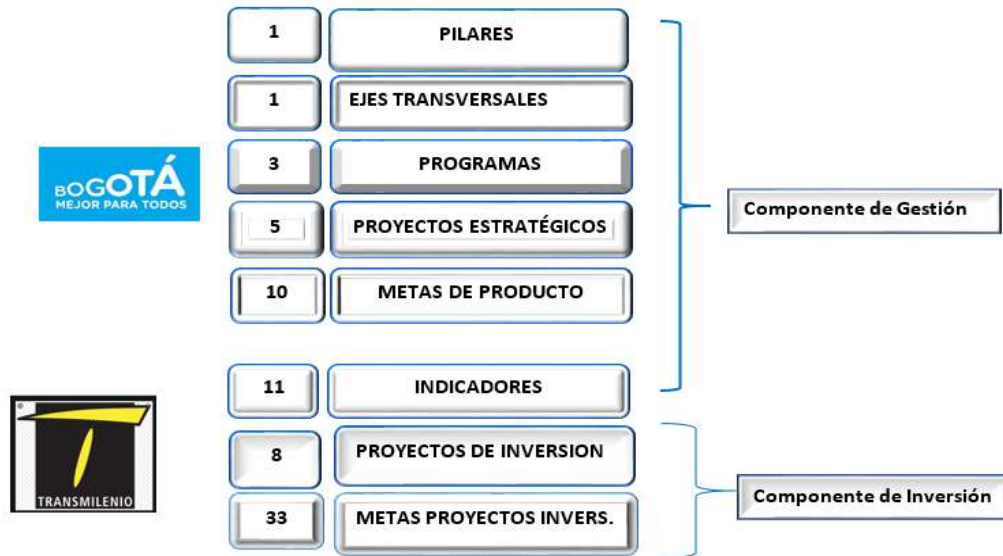 1 PILARES
1 EJES TRANSVERSALES
BOGOTÁ
MEJOR PARA TODOS
3 PROGRAMAS
Componente de Gestión
5 PROYECTOS ESTRATÉGICOS
10 METAS DE PRODUCTO
11 INDICADORES
TRANSMILENIO
8 PROYECTOS DE INVERSION
Componente de Inversión
33 METAS PROYECTOS INVERS.